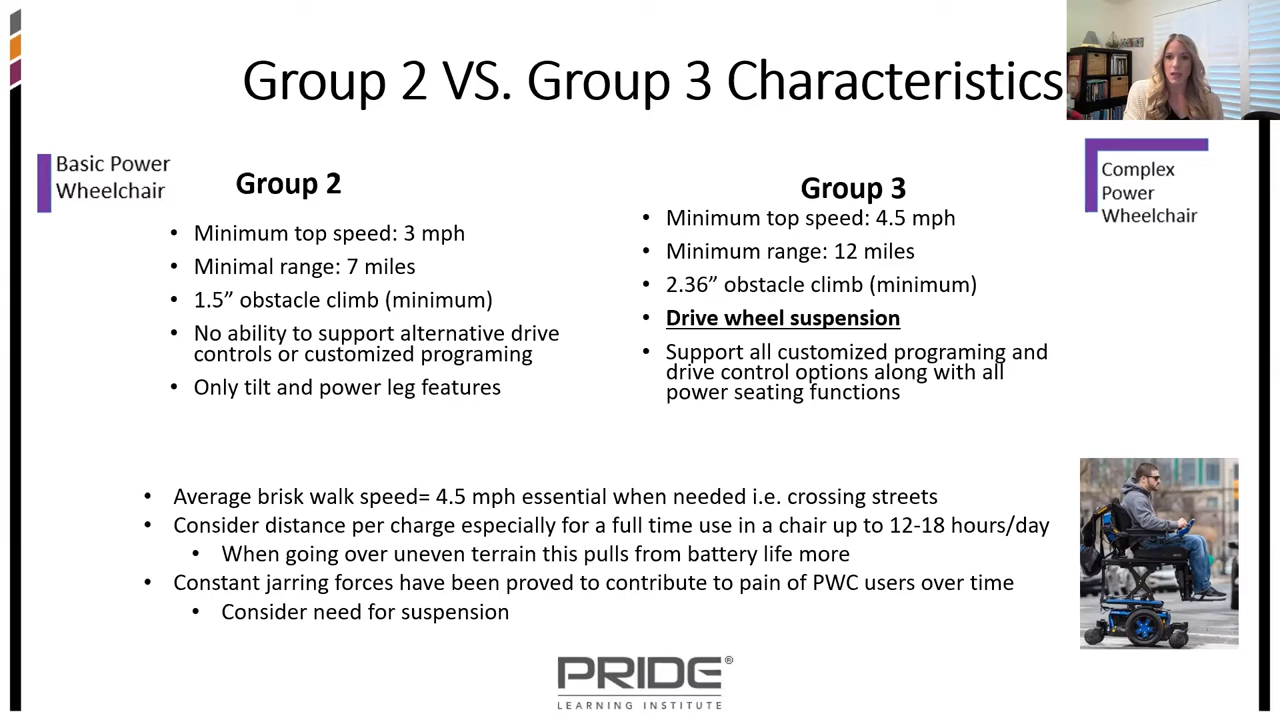 Group 2 VS. Group 3 Characteristics
Basic Power
Wheelchair
Group 2
• Minimum top speed: 3 mph
• Minimal range: 7 miles
• 1.5” obstacle climb (minimum)
• No ability to support alternative drive
controls or customized programing
• Only tilt and power leg features
Group 3
• Minimum top speed: 4.5 mph
• Minimum range: 12 miles
• 2.36” obstacle climb (minimum)
• Drive wheel suspension
• Support all customized programing and
drive control options along with all
power seating functions
Complex
Power
Wheelchair
• Average brisk walk speed= 4.5 mph essential when needed i.e. crossing streets
• Consider distance per charge especially for a full time use in a chair up to 12-18 hours/day
• When going over uneven terrain this pulls from battery life more
• Constant jarring forces have been proved to contribute to pain of PWC users over time
• Consider need for suspension
PRIDE®
LEARNING INSTITUTE